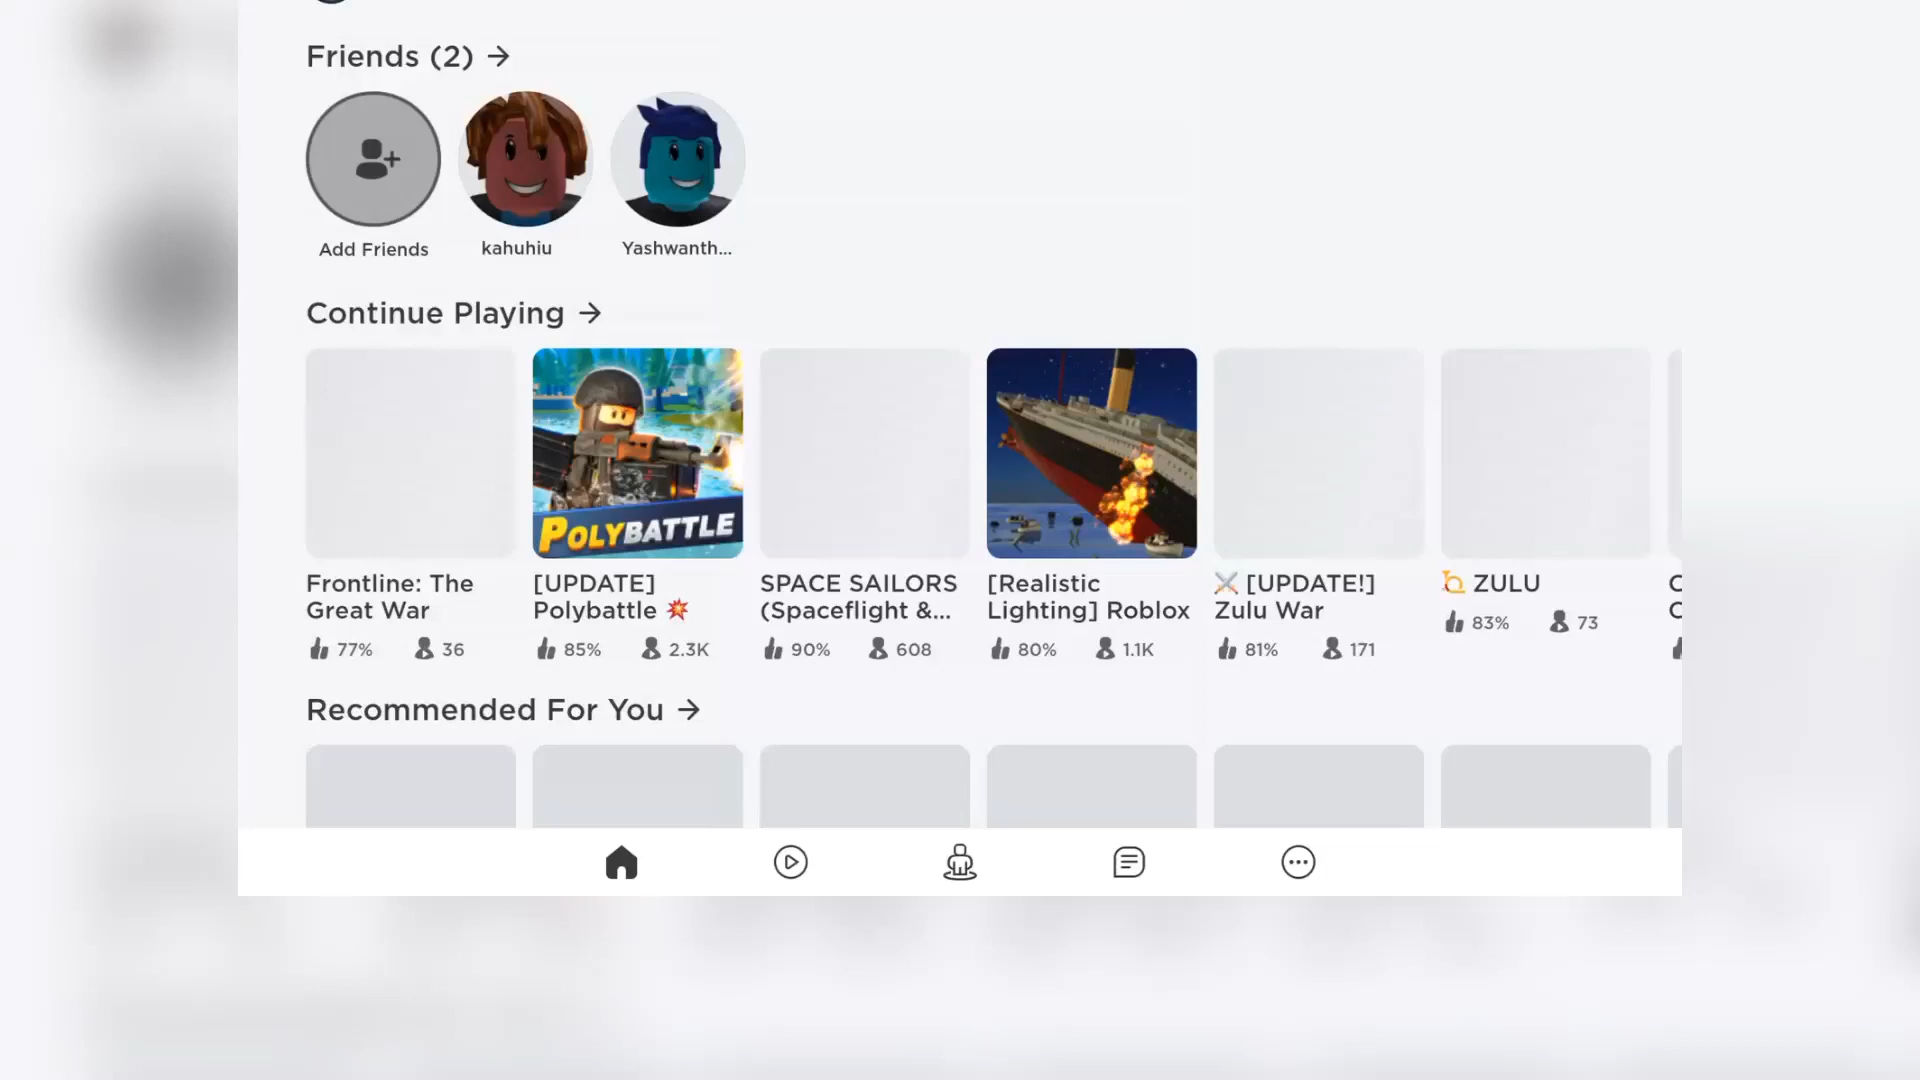 Friends (2) →
Add Friends
kahuhiu
Yashwanth...
Continue Playing →
POLYBATTLE
Frontline: The
Great War
77% 36
[UPDATE]
Polybattle 💥
85% 2.3K
SPACE SAILORS
(Spaceflight &...
90% 608
[Realistic
Lighting] Roblox
80% 1.1K
⚔️ [UPDATE!]
Zulu War
81% 171
📯 ZULU
83% 73
Recommended For You →